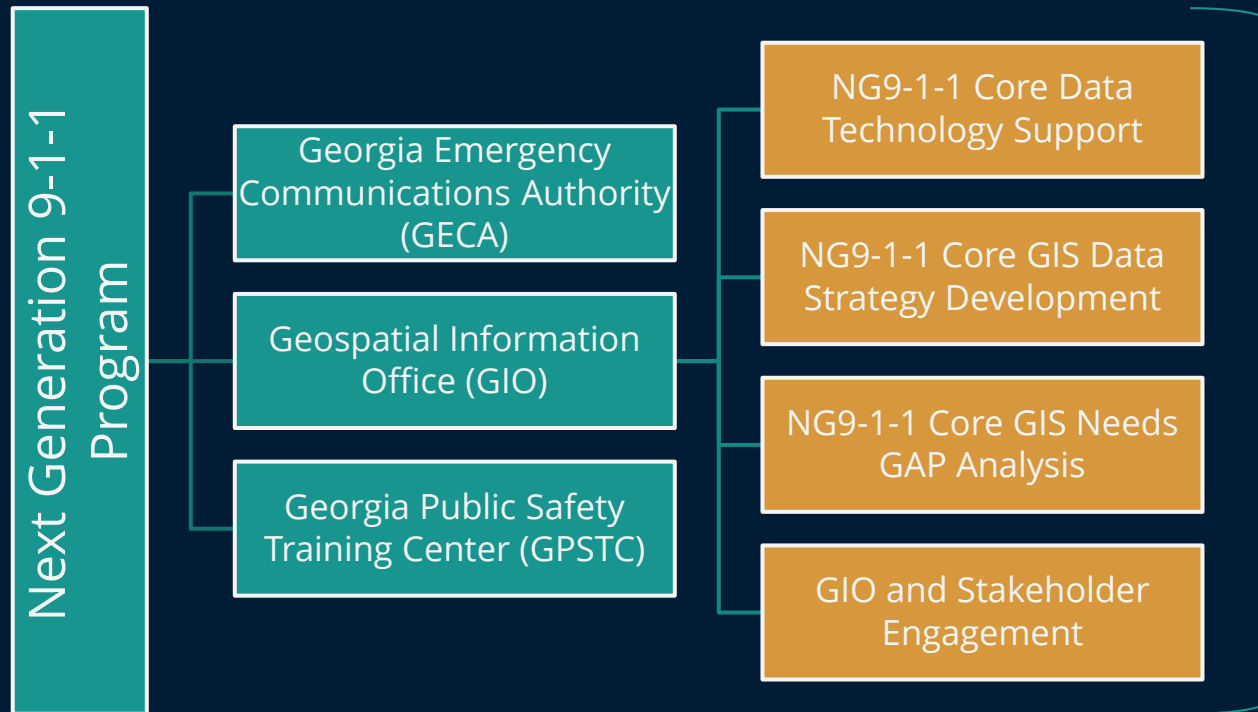 Next Generation 9-1-1
Program
Georgia Emergency
Communications Authority
(GECA)
Geospatial Information
Office (GIO)
Georgia Public Safety
Training Center (GPSTC)
NG9-1-1 Core Data
Technology Support
NG9-1-1 Core GIS Data
Strategy Development
NG9-1-1 Core GIS Needs
GAP Analysis
GIO and Stakeholder
Engagement